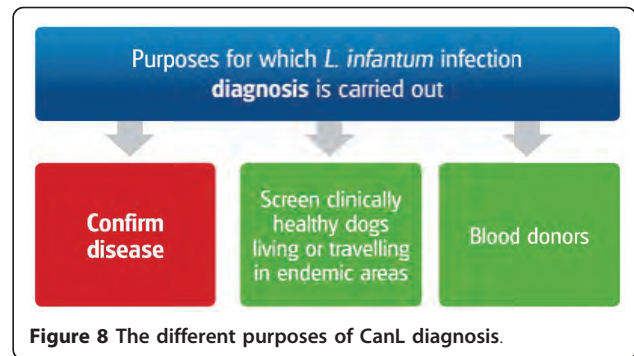 Purposes for which L. infantum infection
diagnosis is carried out
Confirm
disease
Screen clinically
healthy dogs
living or travelling
in endemic areas
Blood donors
Figure 8 The different purposes of CanL diagnosis.